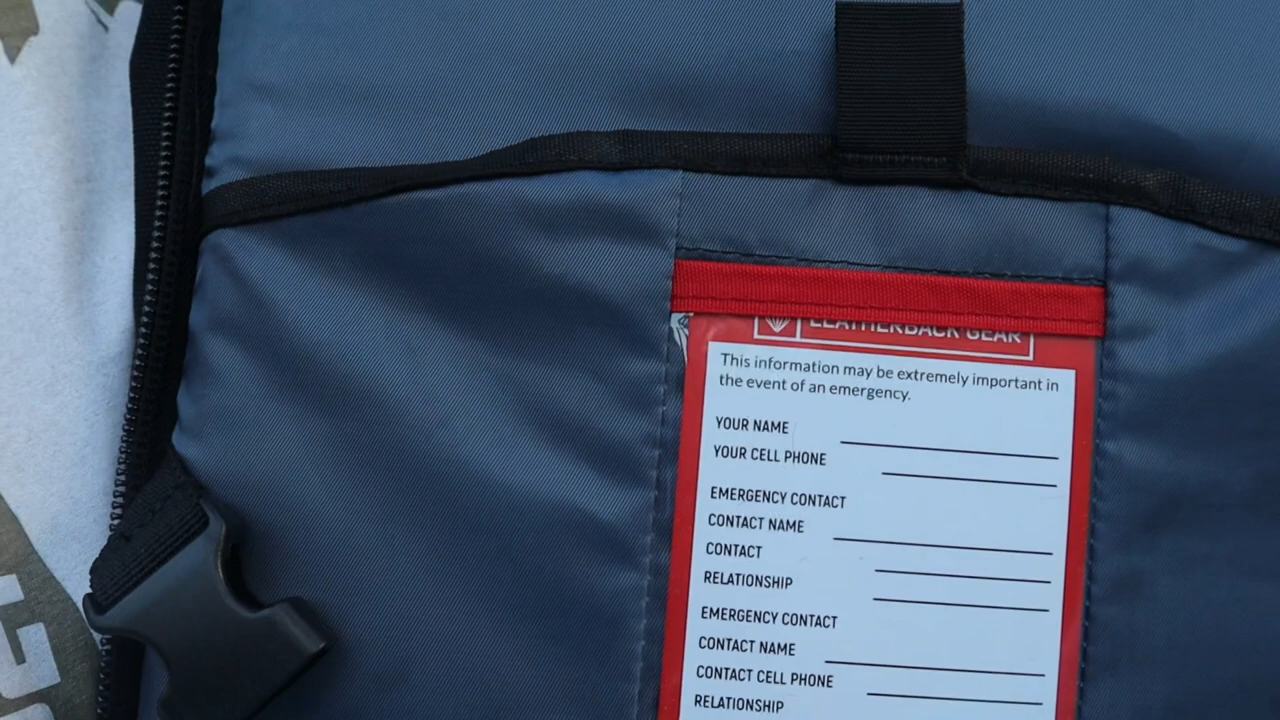 LEATHERBACK GEAR
This information may be extremely important in
the event of an emergency.
YOUR NAME
YOUR CELL PHONE
EMERGENCY CONTACT
CONTACT NAME
CONTACT
RELATIONSHIP
EMERGENCY CONTACT
CONTACT NAME
CONTACT CELL PHONE
RELATIONSHIP